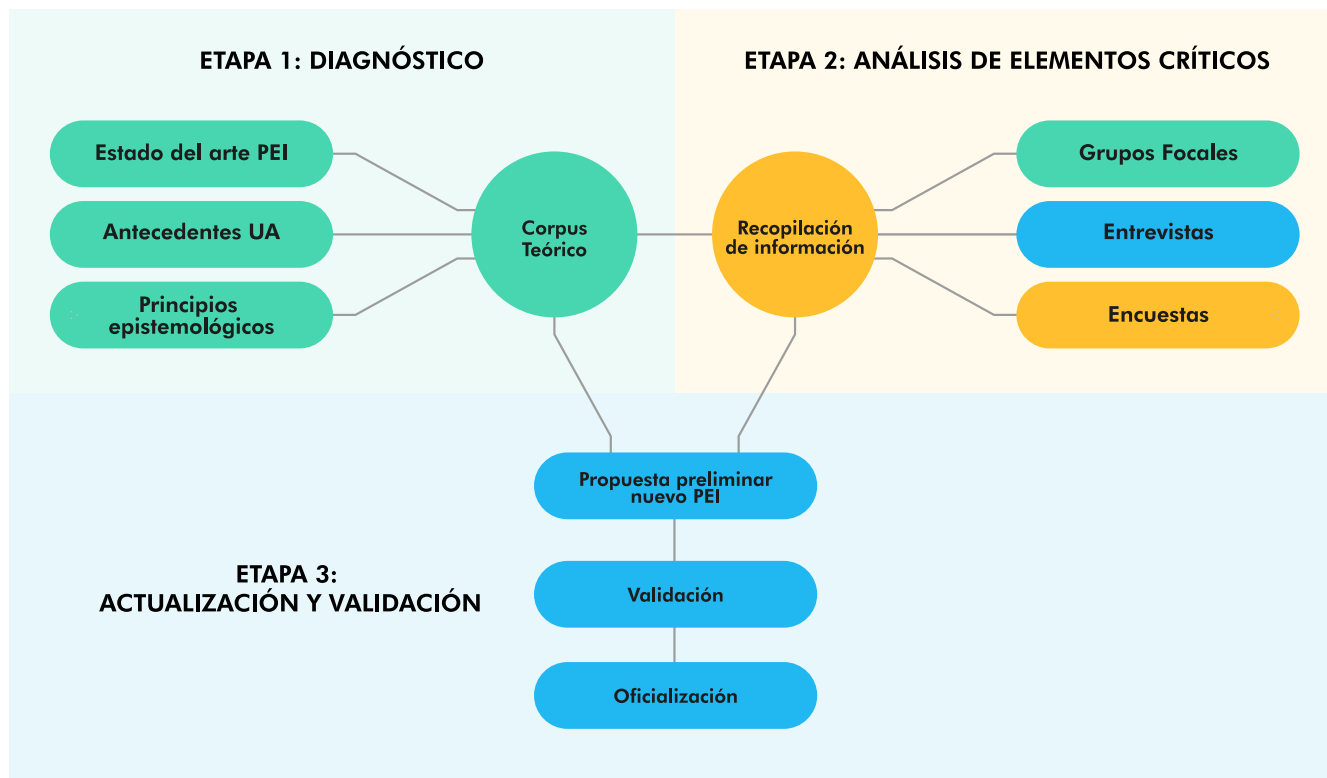 ETAPA 1: DIAGNÓSTICO
Estado del arte PEI
Antecedentes UA
Principios
epistemológicos
Corpus
Teórico
ETAPA 2: ANÁLISIS DE ELEMENTOS CRÍTICOS
Recopilación
de información
Grupos Focales
Entrevistas
Encuestas
ETAPA 3:
ACTUALIZACIÓN Y VALIDACIÓN
Propuesta preliminar
nuevo PEI
Validación
Oficialización